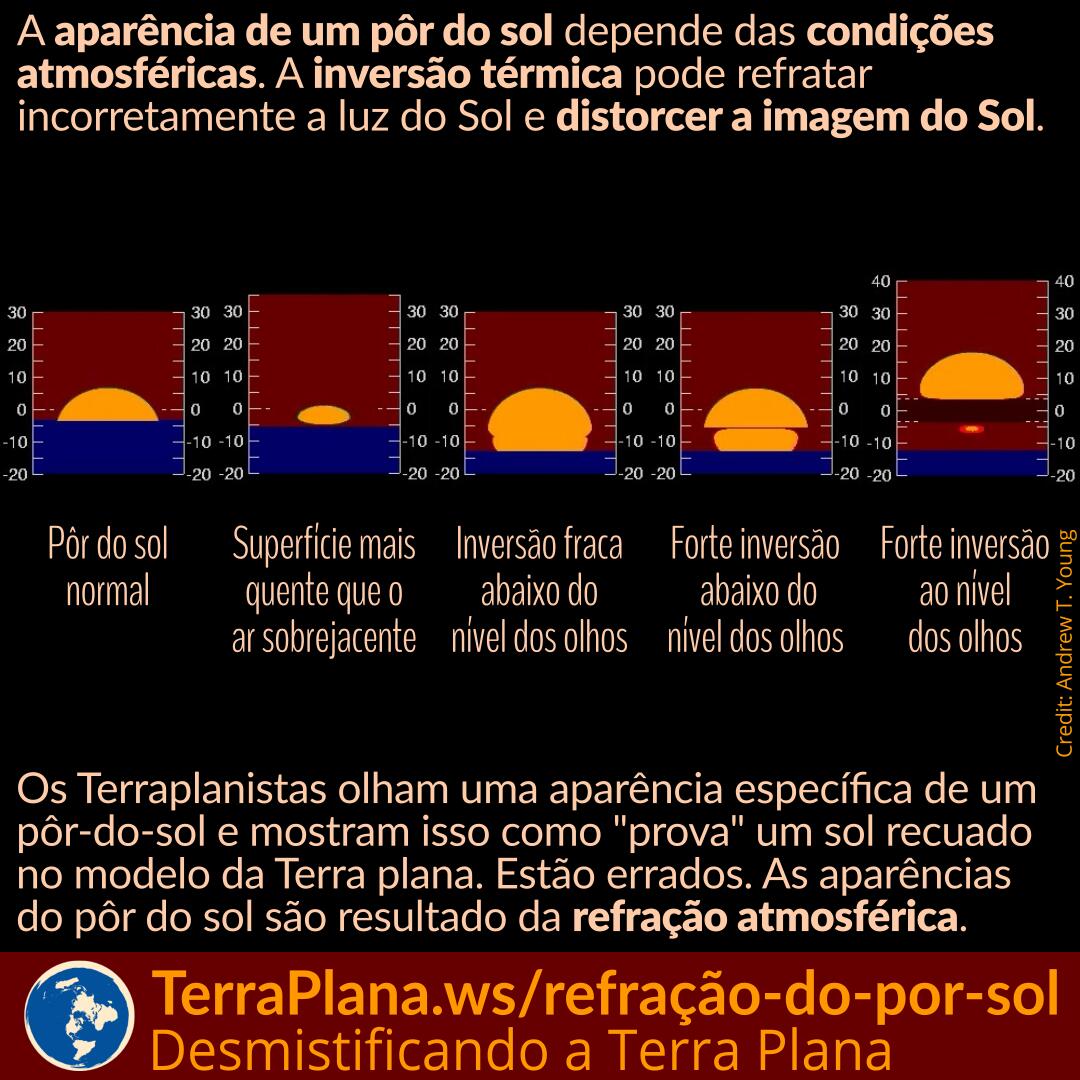 A aparência de um pôr do sol depende das condições
atmosféricas. A inversão térmica pode refratar
incorretamente a luz do Sol e distorcer a imagem do Sol.
40 40
30 30 30 30 30 30 30 30 30
20 20 20 20 20 20 20 20 20 20
10 10 10 10 10 10 10 10 10 10
0 0 0 0 0 0 0 0 0
-10 -10 -10 -10 -10 -10 -10 -10 -10 -10
-20 -20 -20 -20 -20 -20 -20 -20 -20 -20
Pôr do sol
normal
Superfície mais
quente que o
ar sobrejacente
Inversão fraca
abaixo do
nível dos olhos
Forte inversão
abaixo do
nível dos olhos
Forte inversão
ao nível
dos olhos
Credit: Andrew T. Young
Os Terraplanistas olham uma aparência específica de um
pôr-do-sol e mostram isso como "prova" um sol recuado
no modelo da Terra plana. Estão errados. As aparências
do pôr do sol são resultado da refração atmosférica.
TerraPlana.ws/refração-do-por-sol
Desmistificando a Terra Plana